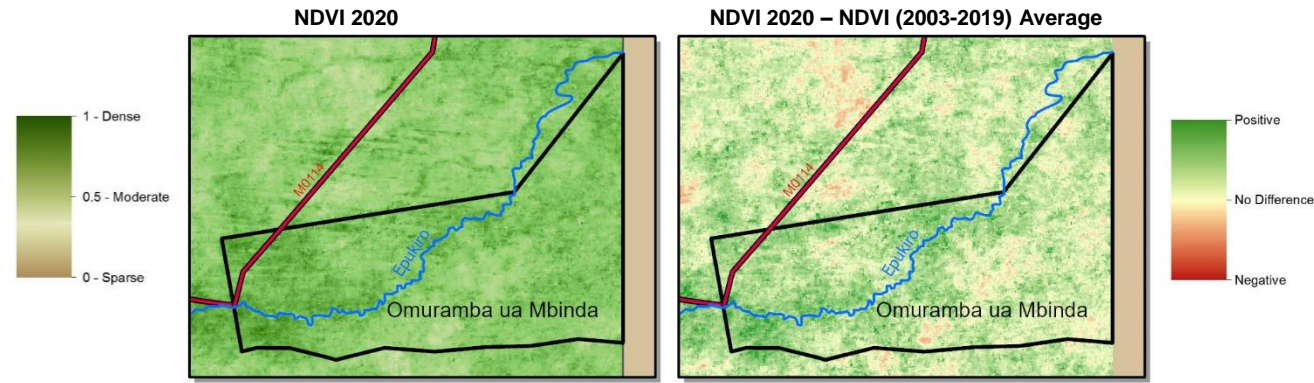 NDVI 2020
NDVI 2020 – NDVI (2003-2019) Average
1 - Dense
0.5 - Moderate
0 - Sparse
M0114
Epukiro
Omuramba ua Mbinda
M0114
Epukiro
Omuramba ua Mbinda
Positive
No Difference
Negative